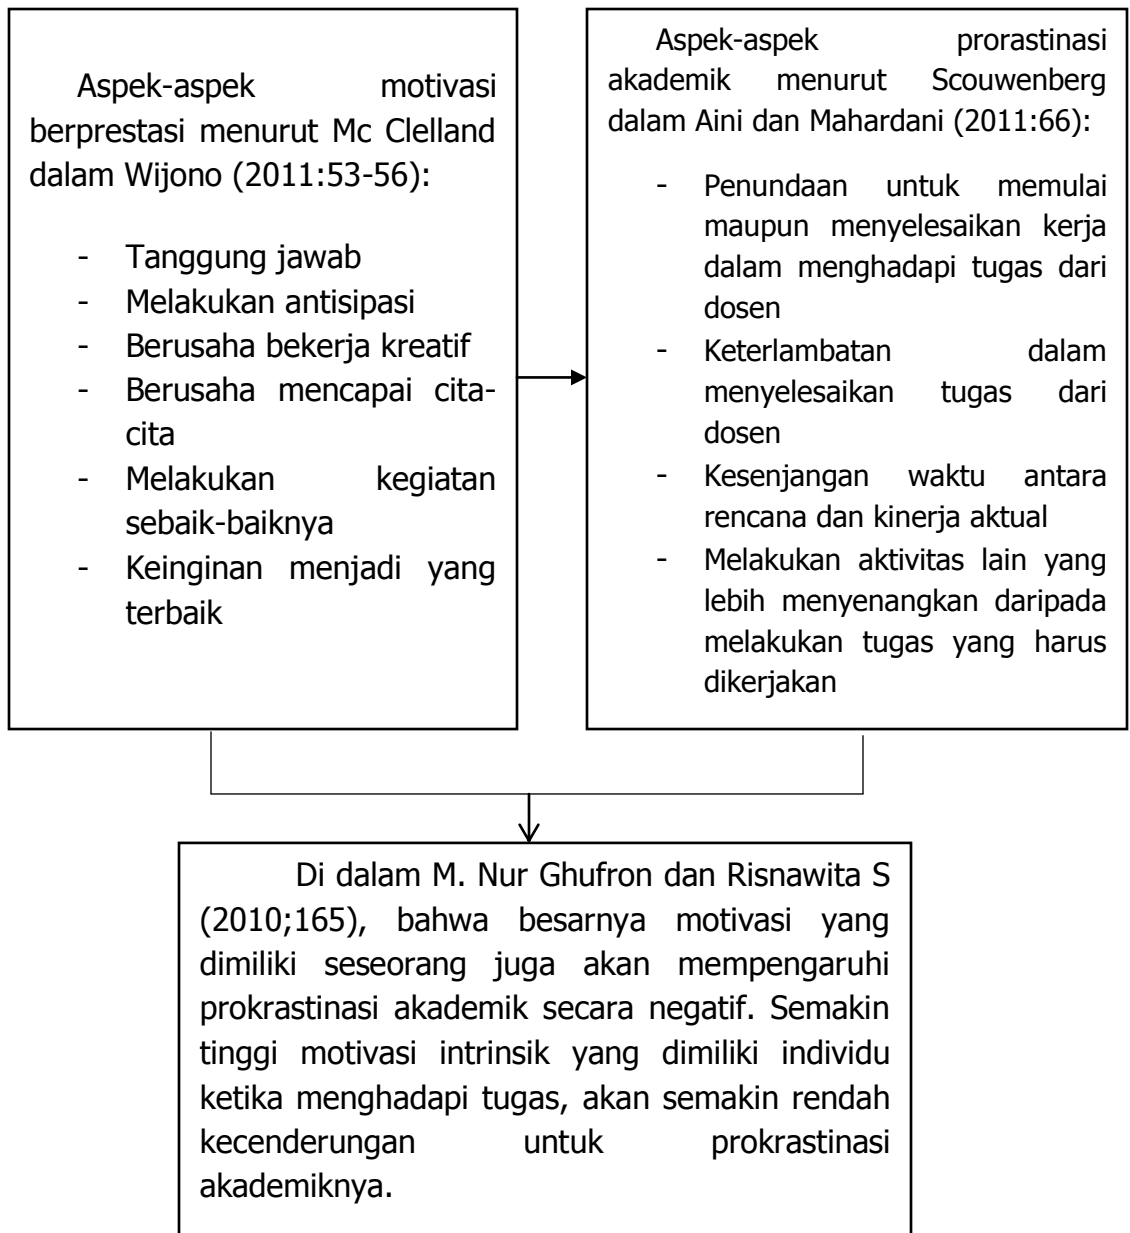 Aspek-aspek motivasi
berprestasi menurut Mc Clelland
dalam Wijono (2011:53-56):
- Tanggung jawab
- Melakukan antisipasi
- Berusaha bekerja kreatif
- Berusaha mencapai cita-
cita
- Melakukan kegiatan
sebaik-baiknya
- Keinginan menjadi yang
terbaik
Aspek-aspek prorastinasi
akademik menurut Scouwenberg
dalam Aini dan Mahardani (2011:66):
- Penundaan untuk memulai
maupun menyelesaikan kerja
dalam menghadapi tugas dari
dosen
- Keterlambatan dalam
menyelesaikan tugas dari
dosen
- Kesenjangan waktu antara
rencana dan kinerja aktual
- Melakukan aktivitas lain yang
lebih menyenangkan daripada
melakukan tugas yang harus
dikerjakan
Di dalam M. Nur Ghufron dan Risnawita S
(2010;165), bahwa besarnya motivasi yang
dimiliki seseorang juga akan mempengaruhi
prokrastinasi akademik secara negatif. Semakin
tinggi motivasi intrinsik yang dimiliki individu
ketika menghadapi tugas, akan semakin rendah
kecenderungan untuk prokrastinasi
akademiknya.